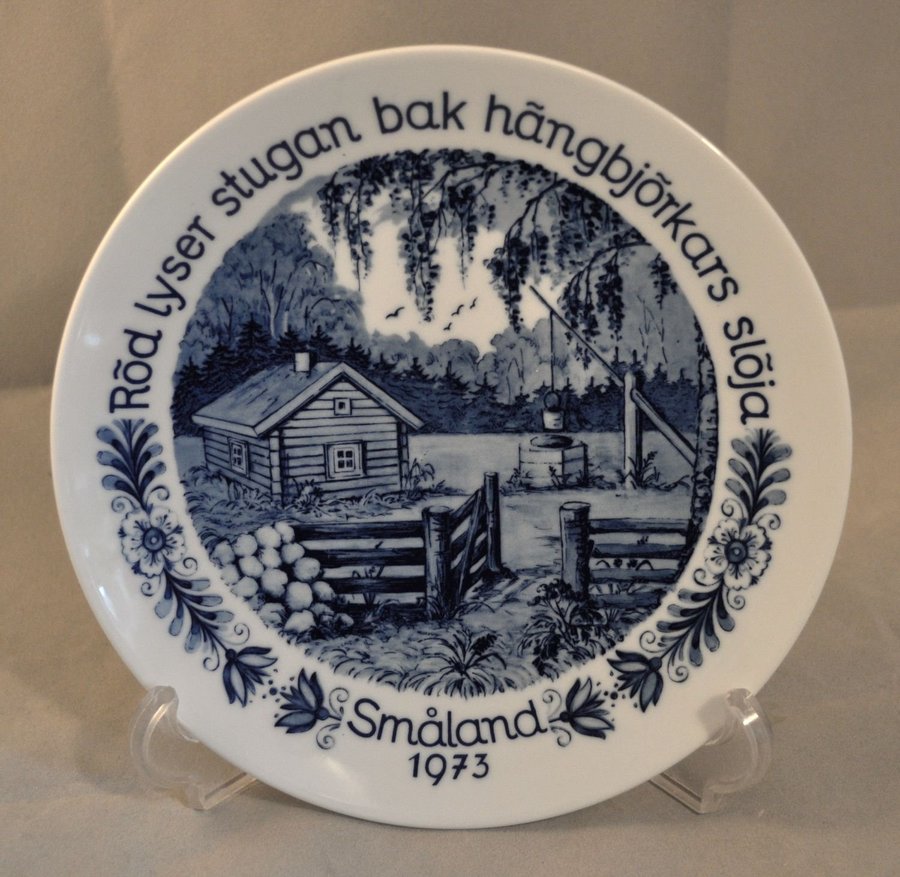 Röd lyser stugan bak hängbjörkars slöja
Småland
1973